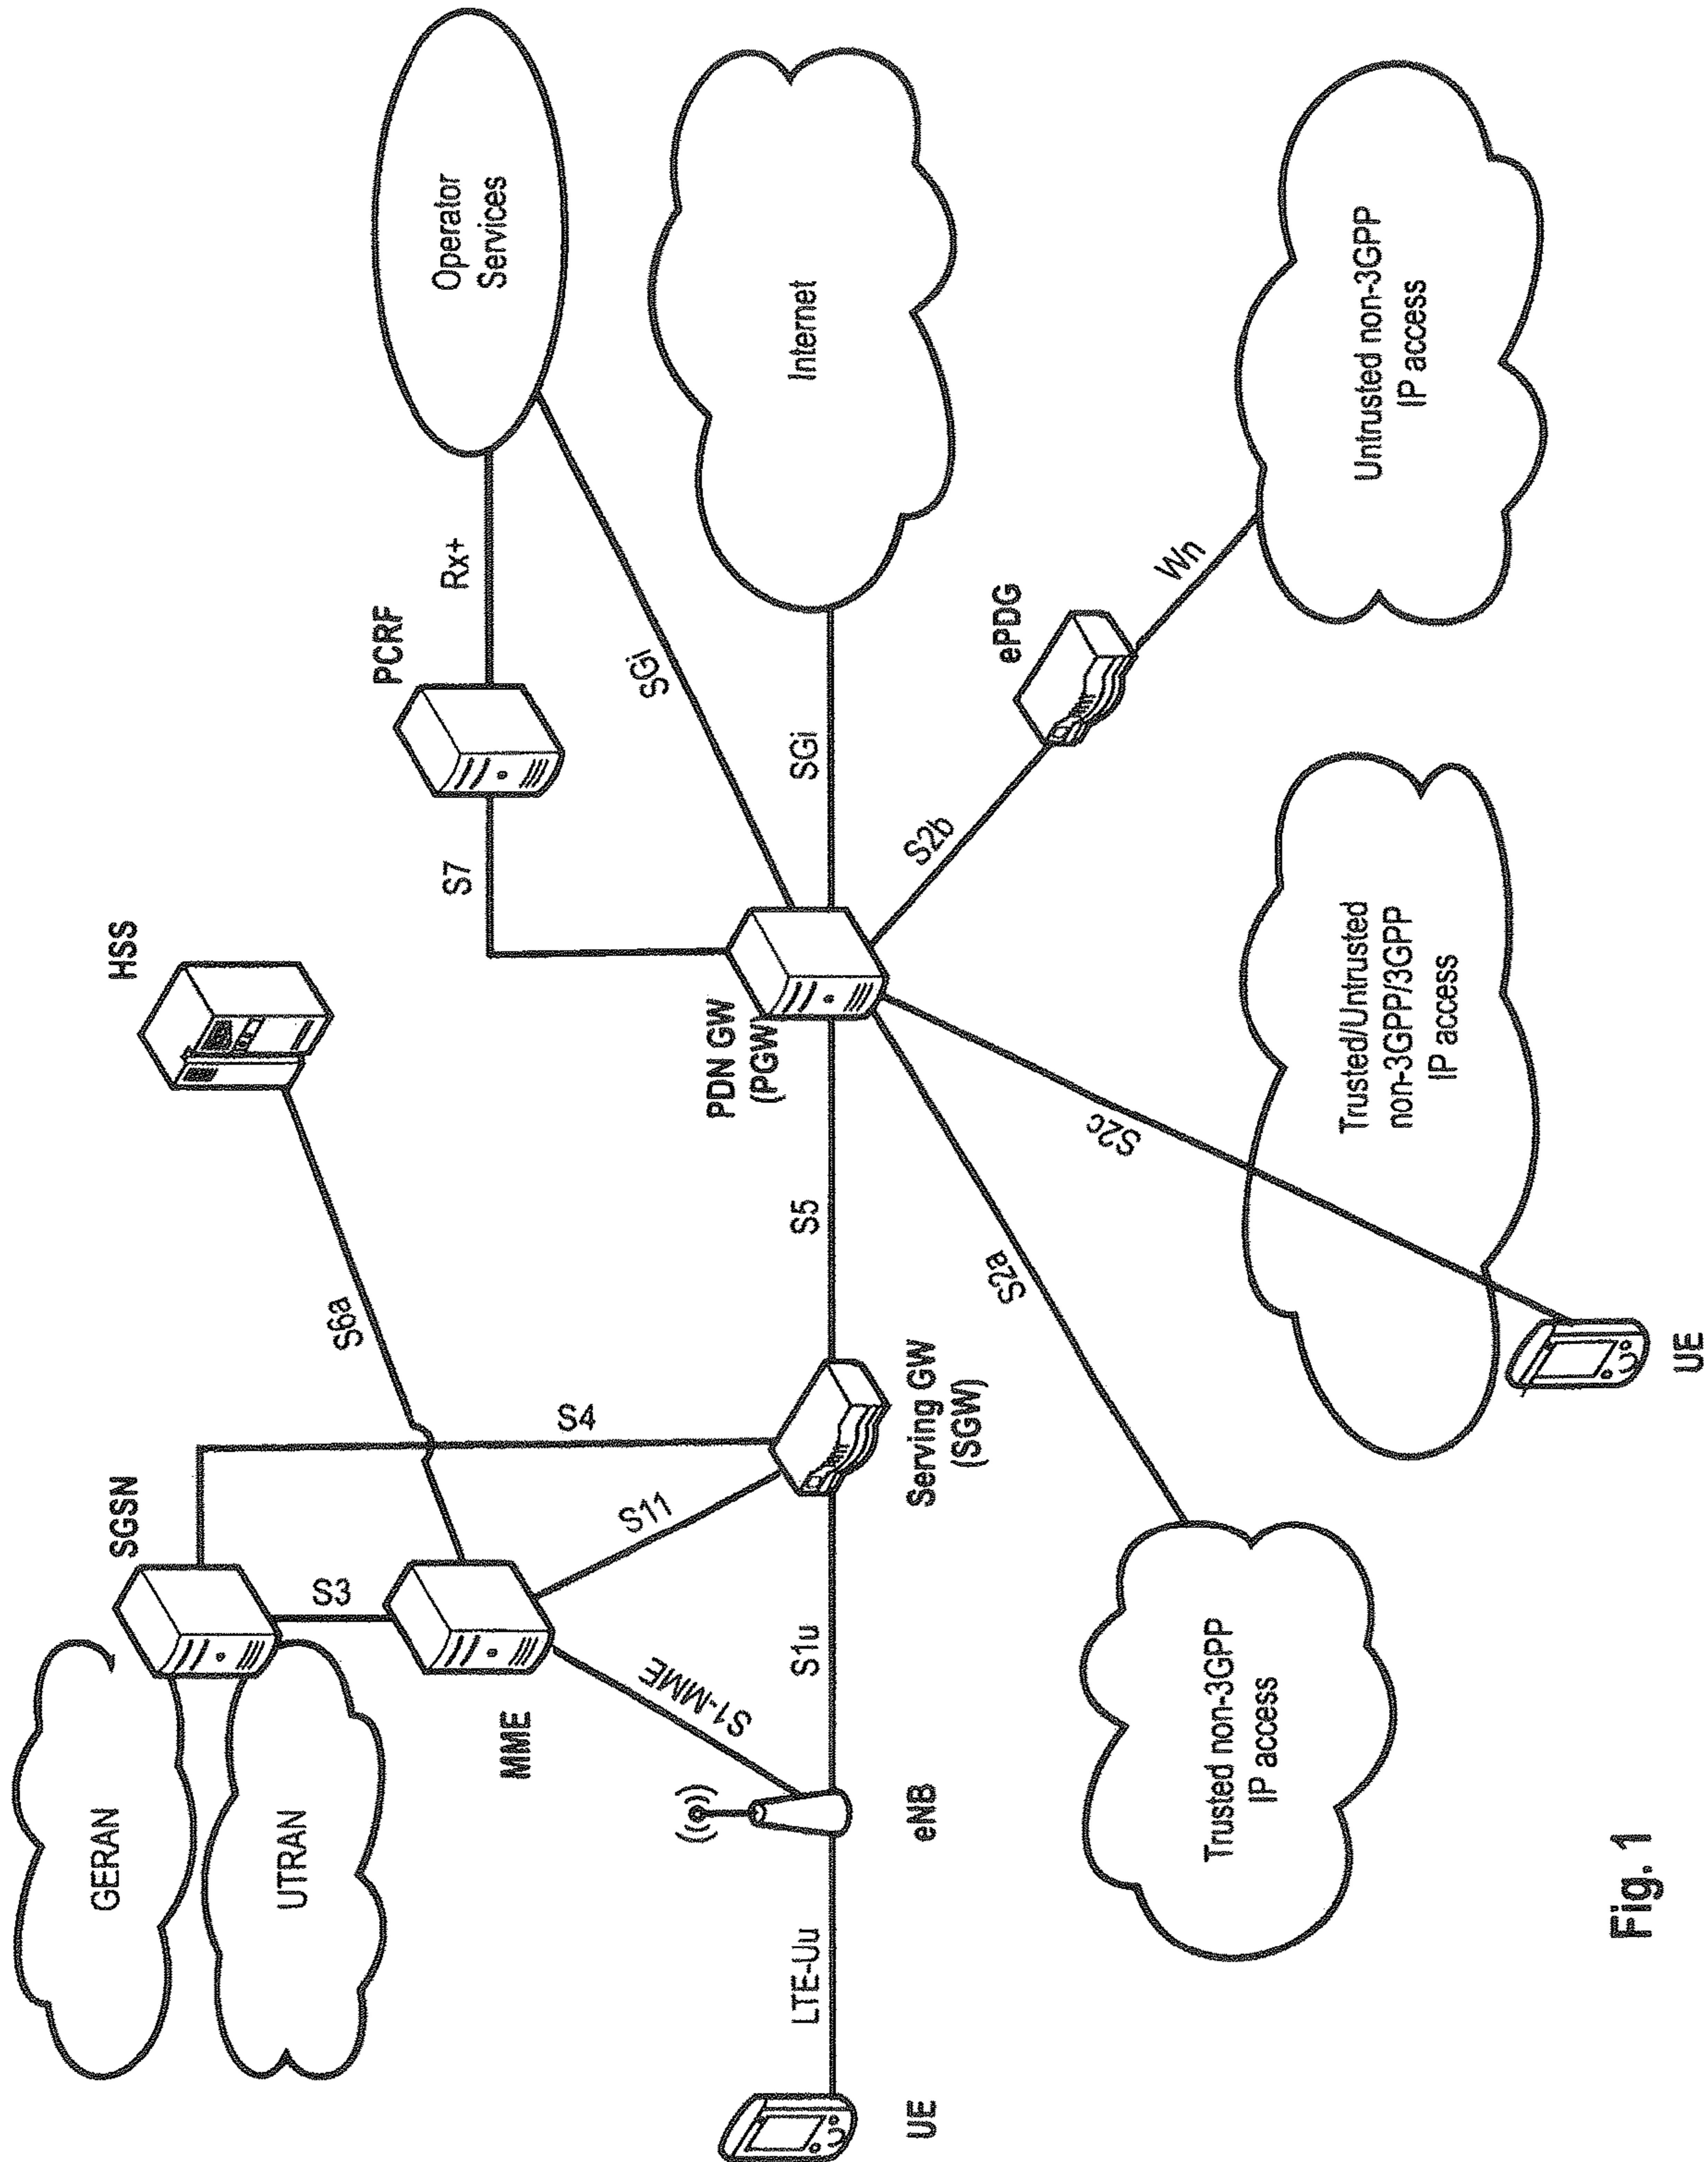 GERAN
SGSN
HSS
UTRAN
S3
S6a
S4
S7
PCRF
Rx+
Operator
Services
MME
S11
S1-MME
SGi
UE
LTE-Uu
eNB
S1u
Serving GW
(SGW)
S5
PDN GW
(PGW)
SGi
Internet
S2a
S2c
S2b
ePDG
Wn
Trusted non-3GPP
IP access
Trusted/Untrusted
non-3GPP/3GPP
IP access
Untrusted non-3GPP
IP access
UE
Fig. 1